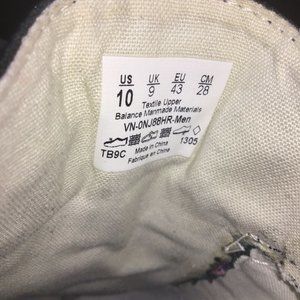 US UK EU CM
10 9 43 28
Textile Upper
Balance Manmade Materials
VN-0NJ8BHR-Men
TB9C 1305
Made in China
Fabriqué en Chine